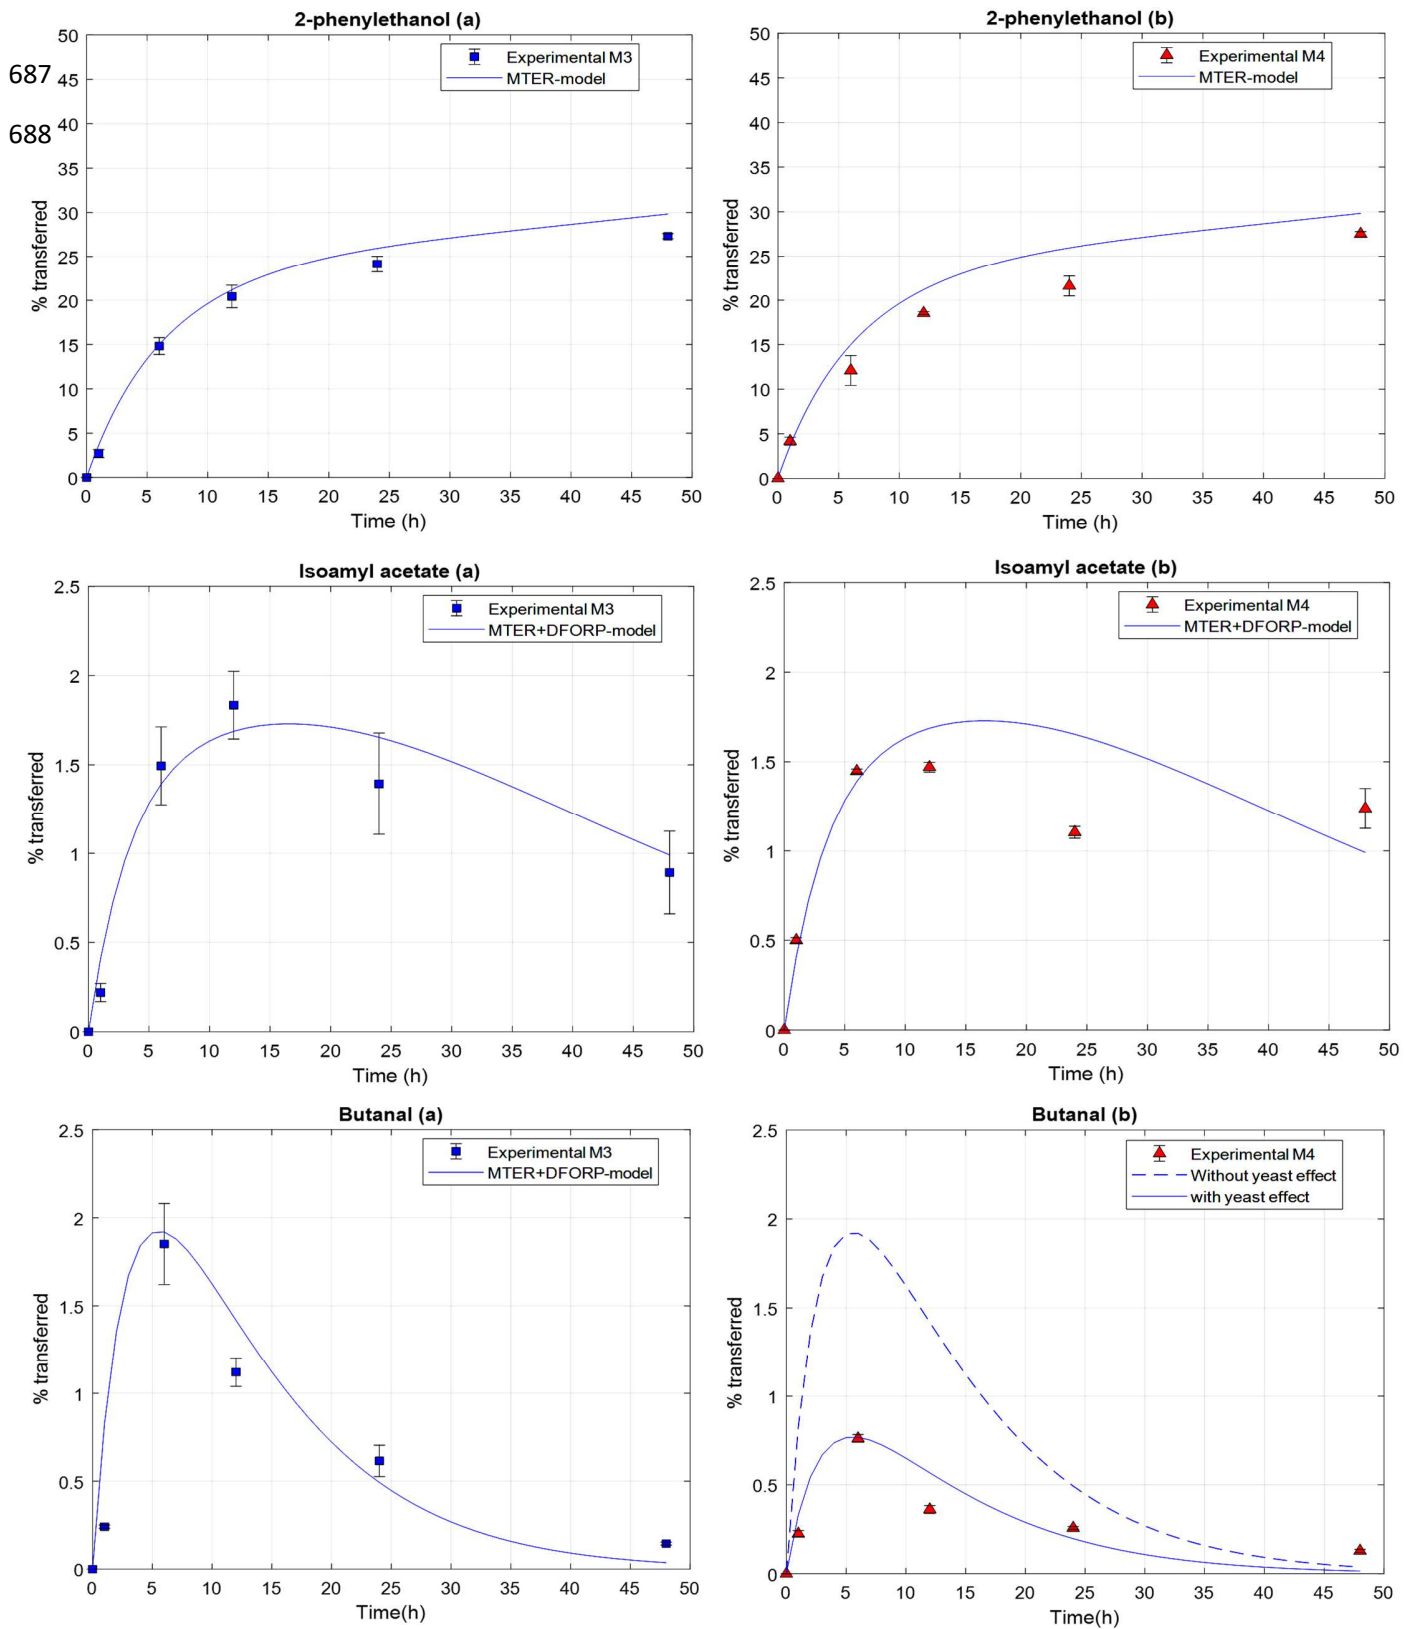 687
688
2-phenylethanol (a)
50
45
40
35
30
25
20
15
10
5
0
% transferred
Experimental M3
MTER-model
0 5 10 15 20 25 30 35 40 45 50
Time (h)
2-phenylethanol (b)
50
45
40
35
30
25
20
15
10
5
0
% transferred
Experimental M4
MTER-model
0 5 10 15 20 25 30 35 40 45 50
Time (h)
Isoamyl acetate (a)
2.5
2
1.5
1
0.5
0
% transferred
Experimental M3
MTER+DFORP-model
0 5 10 15 20 25 30 35 40 45 50
Time (h)
Isoamyl acetate (b)
2.5
2
1.5
1
0.5
0
% transferred
Experimental M4
MTER+DFORP-model
0 5 10 15 20 25 30 35 40 45 50
Time (h)
Butanal (a)
2.5
2
1.5
1
0.5
0
% transferred
Experimental M3
MTER+DFORP-model
0 5 10 15 20 25 30 35 40 45 50
Time(h)
Butanal (b)
2.5
2
1.5
1
0.5
0
% transferred
Experimental M4
Without yeast effect
with yeast effect
0 5 10 15 20 25 30 35 40 45 50
Time(h)